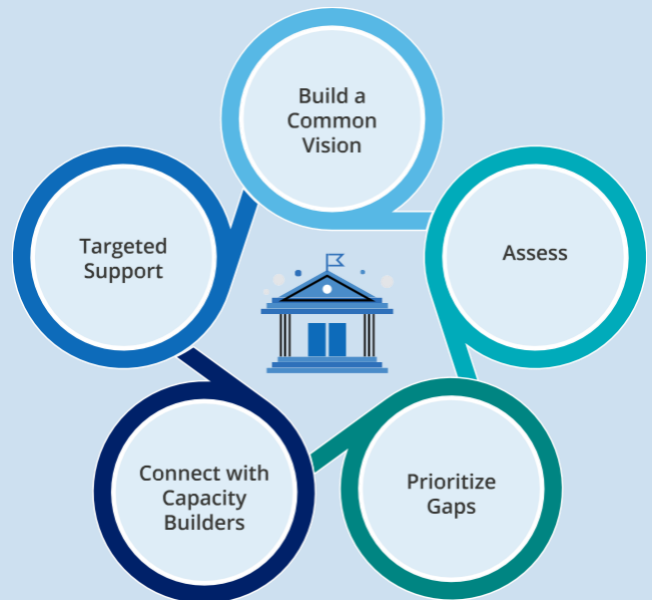 Build a
Common
Vision
Assess
Prioritize
Gaps
Connect with
Capacity
Builders
Targeted
Support